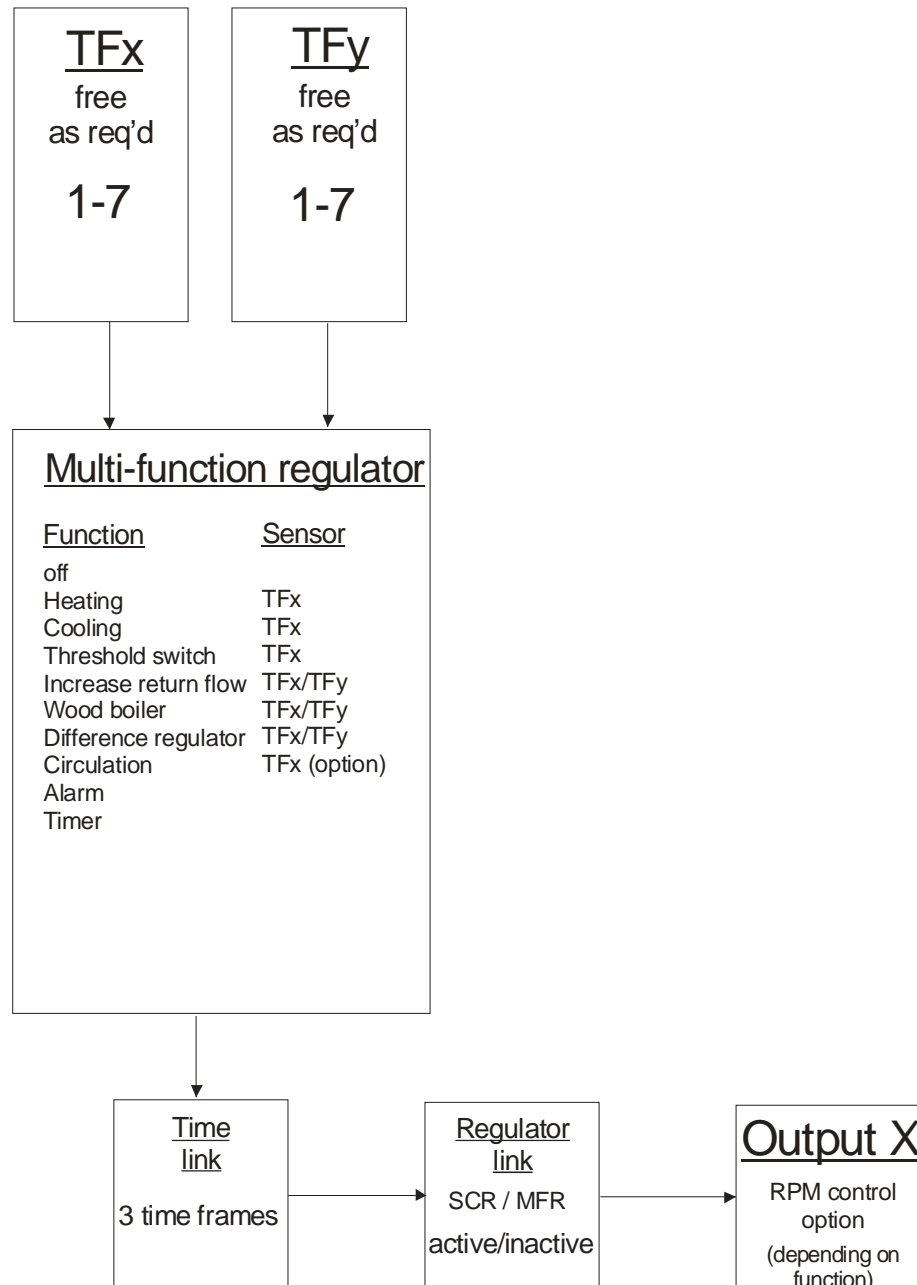 TFx
free
as req’d
1-7
TFy
free
as req’d
1-7
Multi-function regulator
Function Sensor
off
Heating TFx
Cooling TFx
Threshold switch TFx
Increase return flow TFx/TFy
Wood boiler TFx/TFy
Difference regulator TFx/TFy
Circulation TFx (option)
Alarm
Timer
Time
link
3 time frames
Regulator
link
SCR / MFR
active/inactive
Output X
RPM control
option
(depending on
function)